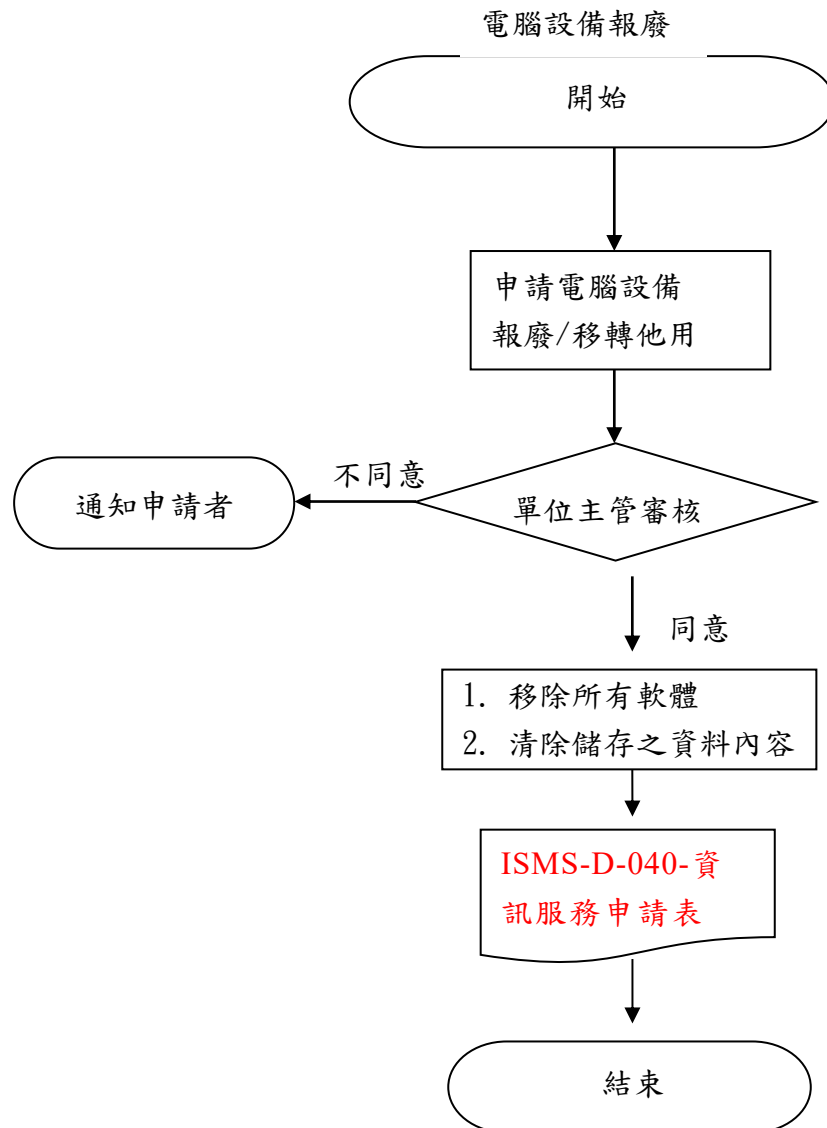 電腦設備報廢
開始
申請電腦設備
報廢/移轉他用
不同意
通知申請者
單位主管審核
同意
1. 移除所有軟體
2. 清除儲存之資料內容
ISMS-D-040-資
訊服務申請表
結束